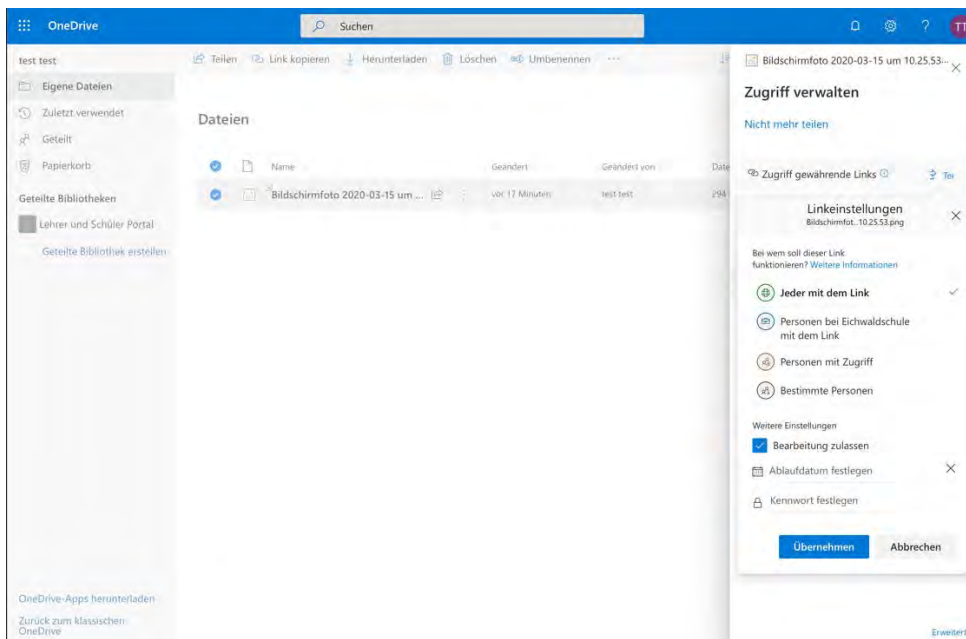 OneDrive
Suchen
?
TT
test test
Eigene Dateien
Zuletzt verwendet
Geteilt
Papierkorb
Geteilte Bibliotheken
Lehrer und Schüler Portal
Geteilte Bibliothek erstellen
OneDrive-Apps herunterladen
Zurück zum klassischen
OneDrive
Teilen Link kopieren Herunterladen Löschen Umbenennen ...
Dateien
Name Geändert Geändert von Date
Bildschirmfoto 2020-03-15 um ... vor 17 Minuten test test 294
Bildschirmfoto 2020-03-15 um 10.25.53...
Zugriff verwalten
Nicht mehr teilen
Zugriff gewährende Links
Linkeinstellungen
Bildschirmfot...10.25.53.png
Bei wem soll dieser Link
funktionieren? Weitere Informationen
Jeder mit dem Link
Personen bei Eichwaldschule
mit dem Link
Personen mit Zugriff
Bestimmte Personen
Weitere Einstellungen
Bearbeitung zulassen
Ablaufdatum festlegen
Kennwort festlegen
Übernehmen Abbrechen
Erweitert